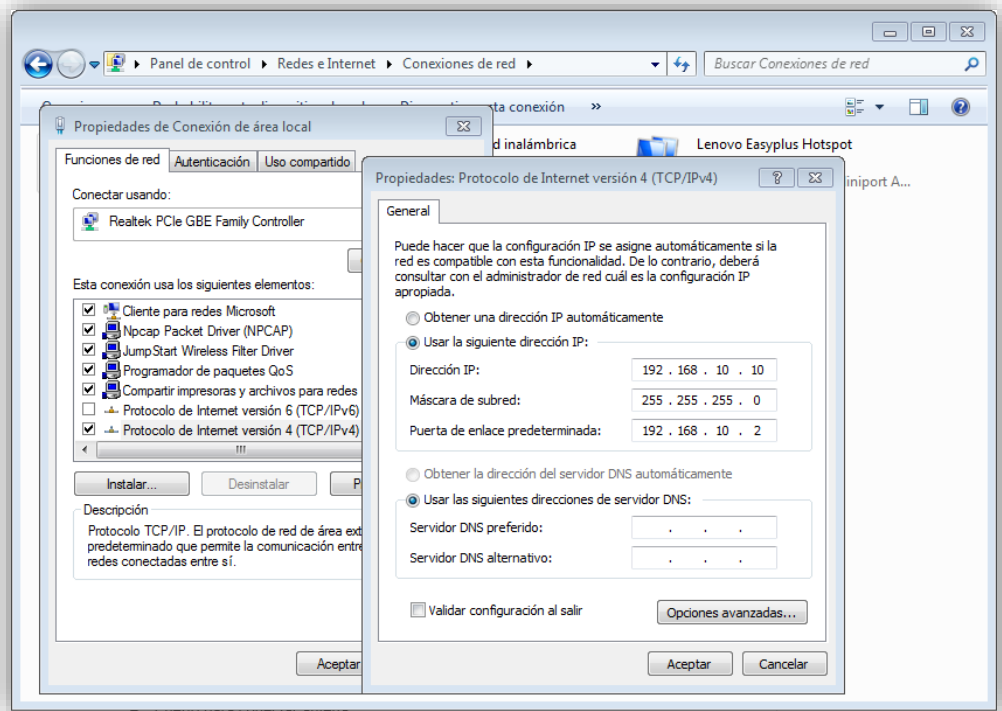 Panel de control Redes e Internet Conexiones de red
Buscar Conexiones de red
esta conexión »
Propiedades de Conexión de área local
Funciones de red Autenticación Uso compartido
Conectar usando:
Realtek PCIe GBE Family Controller
Esta conexión usa los siguientes elementos:
Cliente para redes Microsoft
Npcap Packet Driver (NPCAP)
JumpStart Wireless Filter Driver
Programador de paquetes QoS
Compartir impresoras y archivos para redes
Protocolo de Internet versión 6 (TCP/IPv6)
Protocolo de Internet versión 4 (TCP/IPv4)
Instalar... Desinstalar P
Descripción
Protocolo TCP/IP. El protocolo de red de área ext
predeterminado que permite la comunicación entre
redes conectadas entre sí.
Aceptar
d inalámbrica
Lenovo Easyplus Hotspot
iniport A...
Propiedades: Protocolo de Internet versión 4 (TCP/IPv4)
General
Puede hacer que la configuración IP se asigne automáticamente si la
red es compatible con esta funcionalidad. De lo contrario, deberá
consultar con el administrador de red cuál es la configuración IP
apropiada.
Obtener una dirección IP automáticamente
Usar la siguiente dirección IP:
Dirección IP: 192 . 168 . 10 . 10
Máscara de subred: 255 . 255 . 255 . 0
Puerta de enlace predeterminada: 192 . 168 . 10 . 2
Obtener la dirección del servidor DNS automáticamente
Usar las siguientes direcciones de servidor DNS:
Servidor DNS preferido: . . .
Servidor DNS alternativo: . . .
Validar configuración al salir
Opciones avanzadas...
Aceptar Cancelar